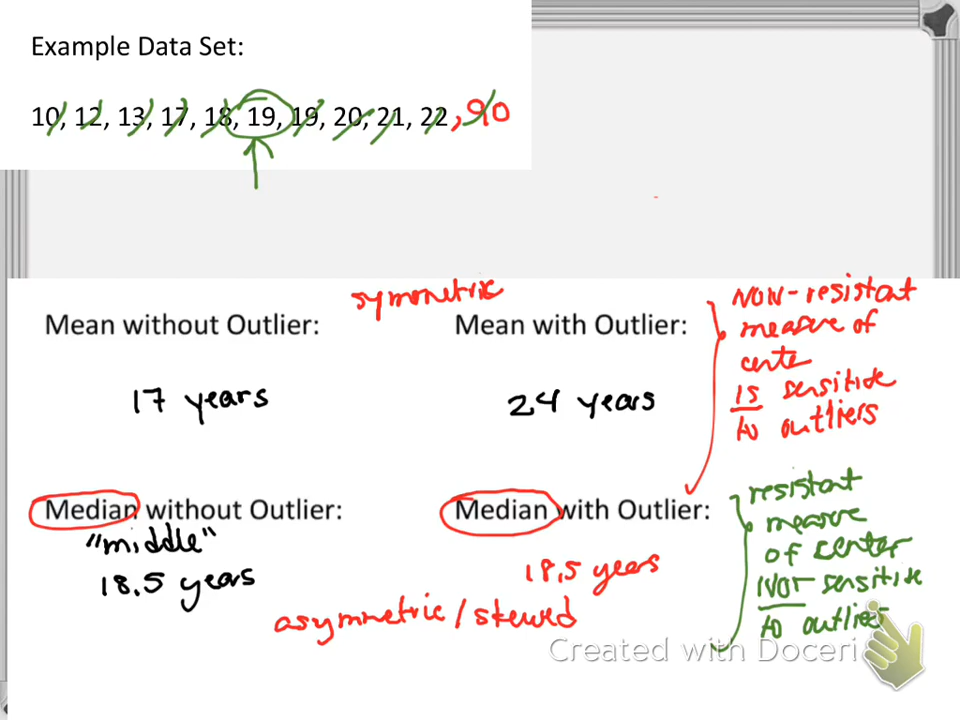 Example Data Set:
10, 12, 13, 17, 18, 19, 19, 20, 21, 22, 90
symmetric
Mean without Outlier:
17 years
Mean with Outlier:
24 years
NON-resistant
measure of
center
IS sensitive
to outliers
Median without Outlier:
"middle"
18.5 years
Median with Outlier:
18.5 years
asymmetric / skewed
resistant
measure
of center
NOT sensitive
to outlier
Created with Doceri